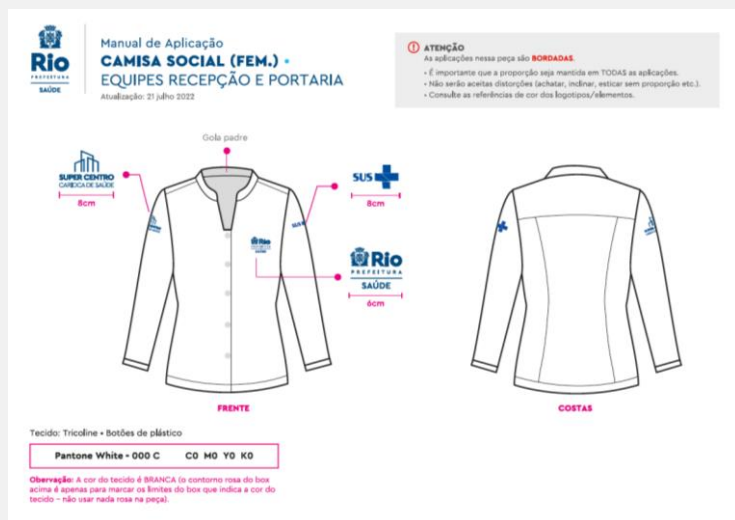 Rio
PREFEITURA
SAÚDE
Manual de Aplicação
CAMISA SOCIAL (FEM.) •
EQUIPES RECEPÇÃO E PORTARIA
Atualização: 21 julho 2022
ATENÇÃO
As aplicações nessa peça são BORDADAS.
• É importante que a proporção seja mantida em TODAS as aplicações.
• Não serão aceitas distorções (achatar, inclinar, esticar sem proporção etc.).
• Consulte as referências de cor dos logotipos/elementos.
Gola padre
SUPER CENTRO
CARIOCA DE SAÚDE
8cm
SUS
8cm
SUS
Rio
Rio
PREFEITURA
SAÚDE
6cm
FRENTE
COSTAS
Tecido: Tricoline • Botões de plástico
Pantone White - 000 C C0 M0 Y0 K0
Obervação: A cor do tecido é BRANCA (o contorno rosa do box
acima é apenas para marcar os limites do box que indica a cor do
tecido – não usar nada rosa na peça).